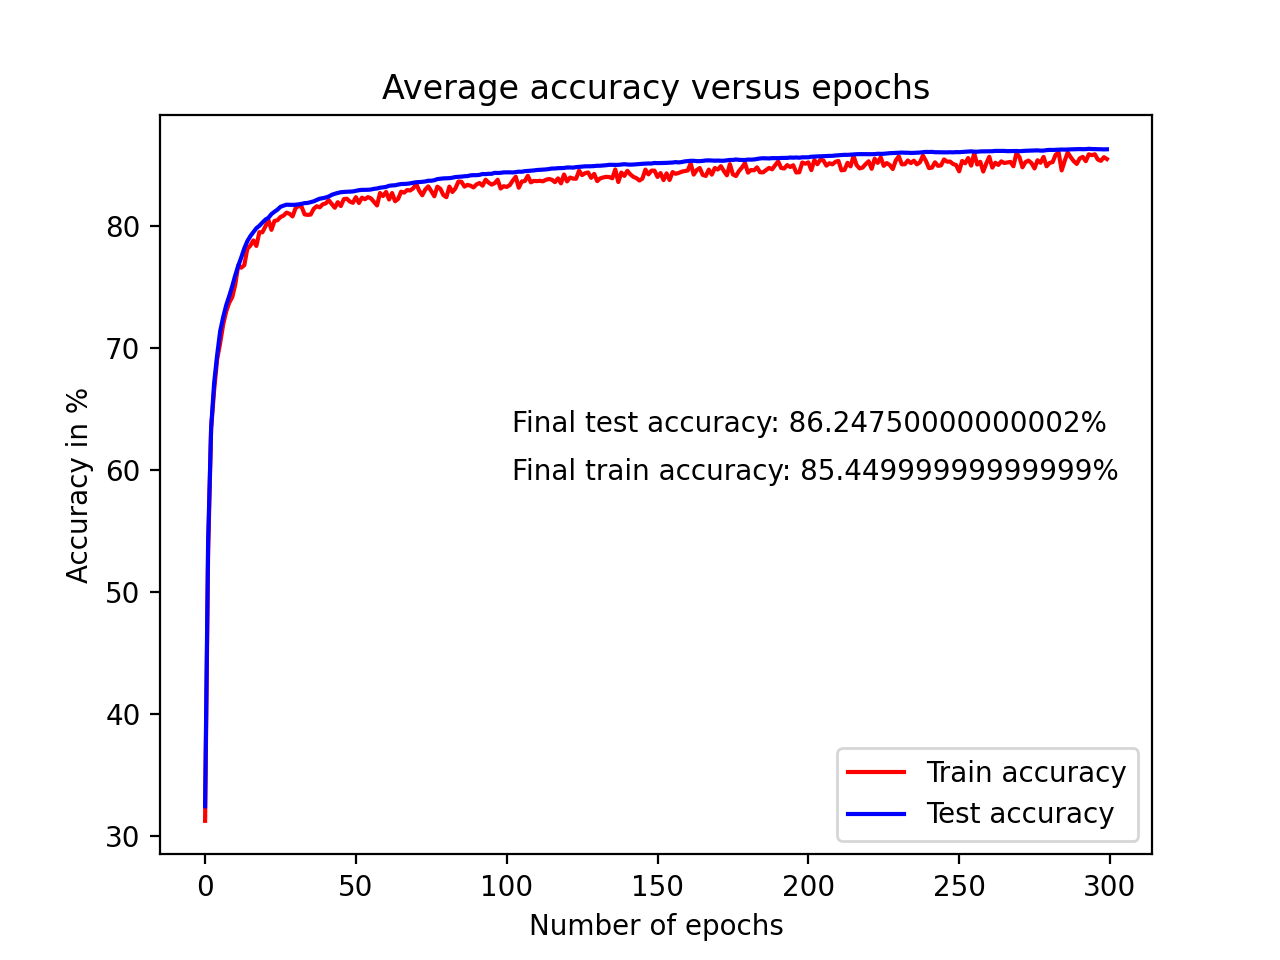 Average accuracy versus epochs
Accuracy in %
80
70
60
50
40
30
Final test accuracy: 86.24750000000002%
Final train accuracy: 85.44999999999999%
Train accuracy
Test accuracy
0 50 100 150 200 250 300
Number of epochs